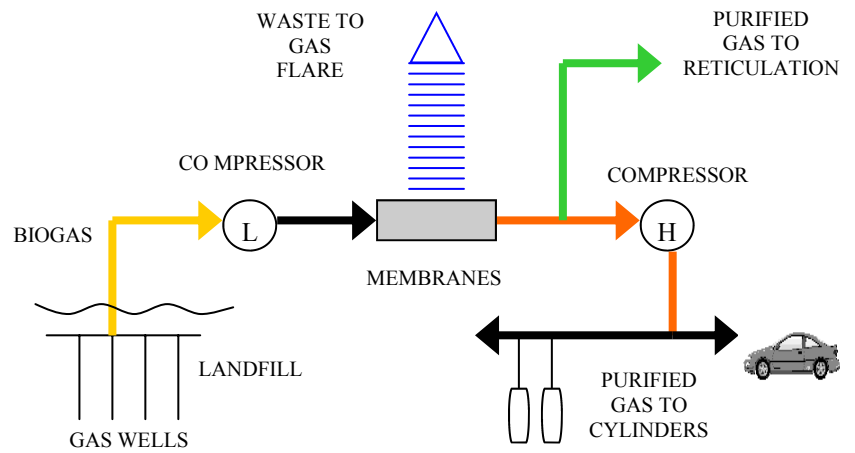 WASTE TO
GAS
FLARE
PURIFIED
GAS TO
RETICULATION
CO MPRESSOR
COMPRESSOR
BIOGAS
L
H
MEMBRANES
LANDFILL
GAS WELLS
PURIFIED
GAS TO
CYLINDERS